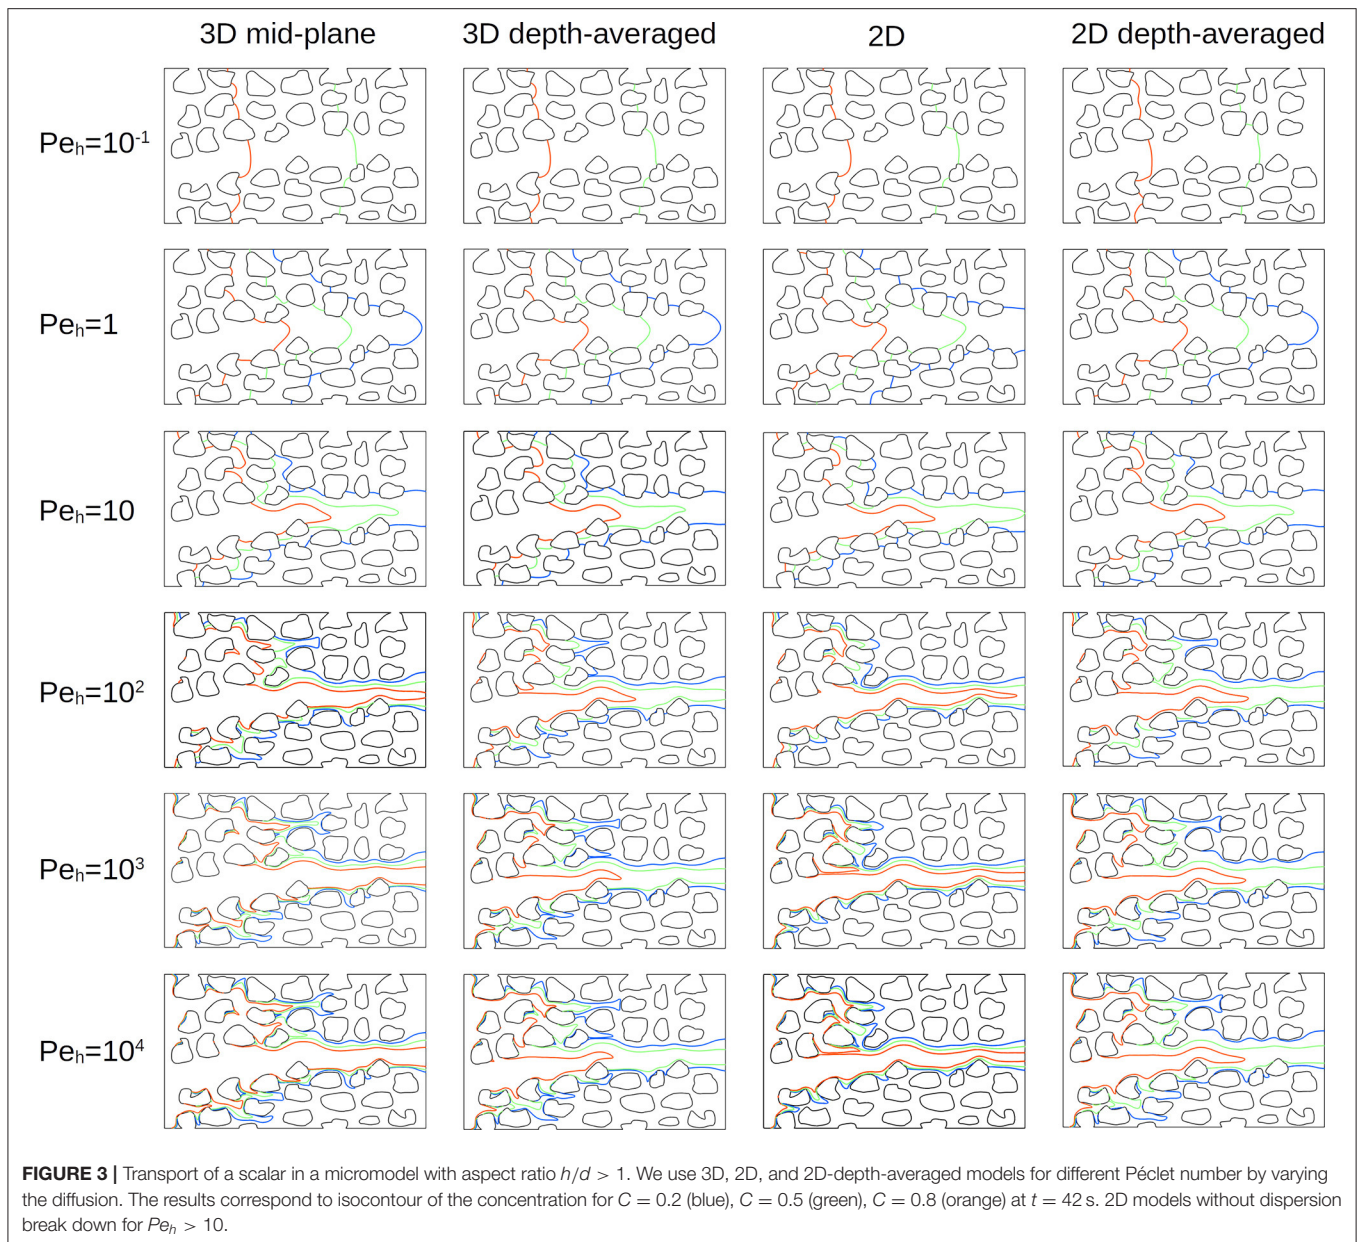 3D mid-plane 3D depth-averaged 2D 2D depth-averaged
Peₕ=10⁻¹
Peₕ=1
Peₕ=10
Peₕ=10²
Peₕ=10³
Peₕ=10⁴
FIGURE 3 | Transport of a scalar in a micromodel with aspect ratio h/d > 1. We use 3D, 2D, and 2D-depth-averaged models for different Péclet number by varying
the diffusion. The results correspond to isocontour of the concentration for C = 0.2 (blue), C = 0.5 (green), C = 0.8 (orange) at t = 42 s. 2D models without dispersion
break down for Peₕ > 10.